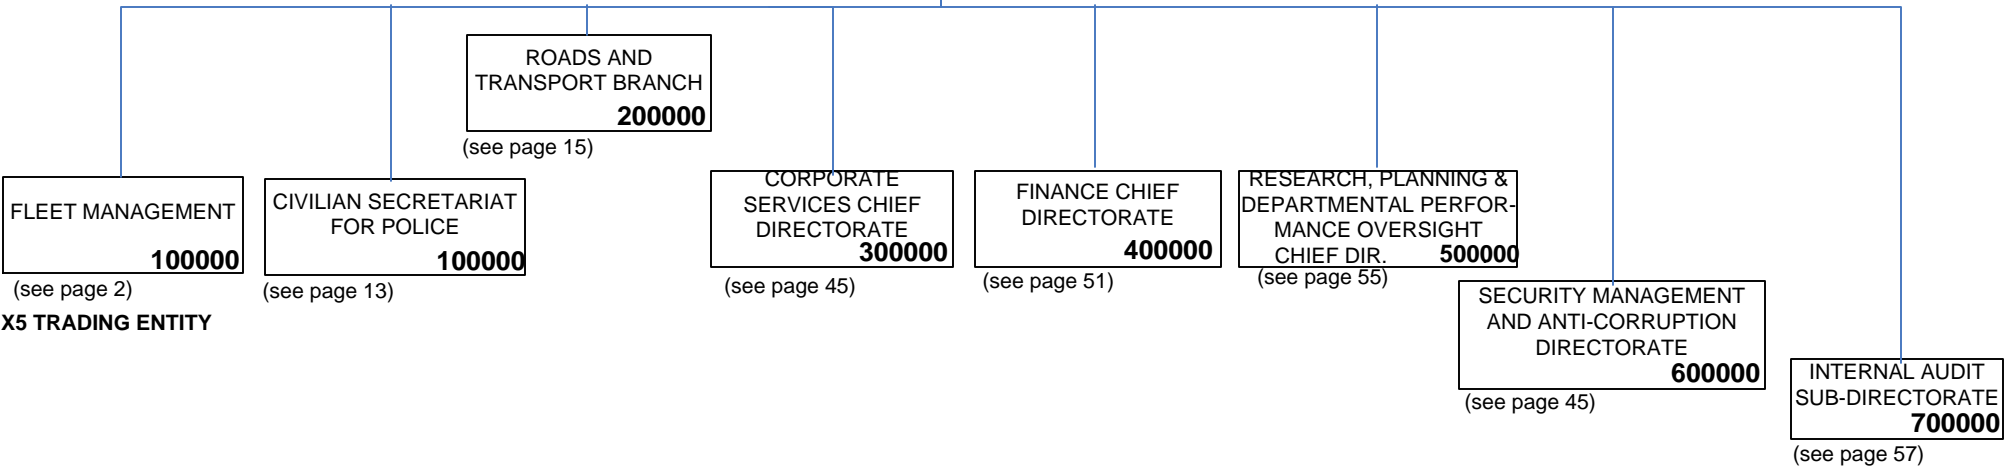 ROADS AND
TRANSPORT BRANCH
200000
(see page 15)
FLEET MANAGEMENT
100000
(see page 2)
X5 TRADING ENTITY
CIVILIAN SECRETARIAT
FOR POLICE
100000
(see page 13)
CORPORATE
SERVICES CHIEF
DIRECTORATE
300000
(see page 45)
FINANCE CHIEF
DIRECTORATE
400000
(see page 51)
RESEARCH, PLANNING &
DEPARTMENTAL PERFOR-
MANCE OVERSIGHT
CHIEF DIR. 500000
(see page 55)
SECURITY MANAGEMENT
AND ANTI-CORRUPTION
DIRECTORATE
600000
(see page 45)
INTERNAL AUDIT
SUB-DIRECTORATE
700000
(see page 57)